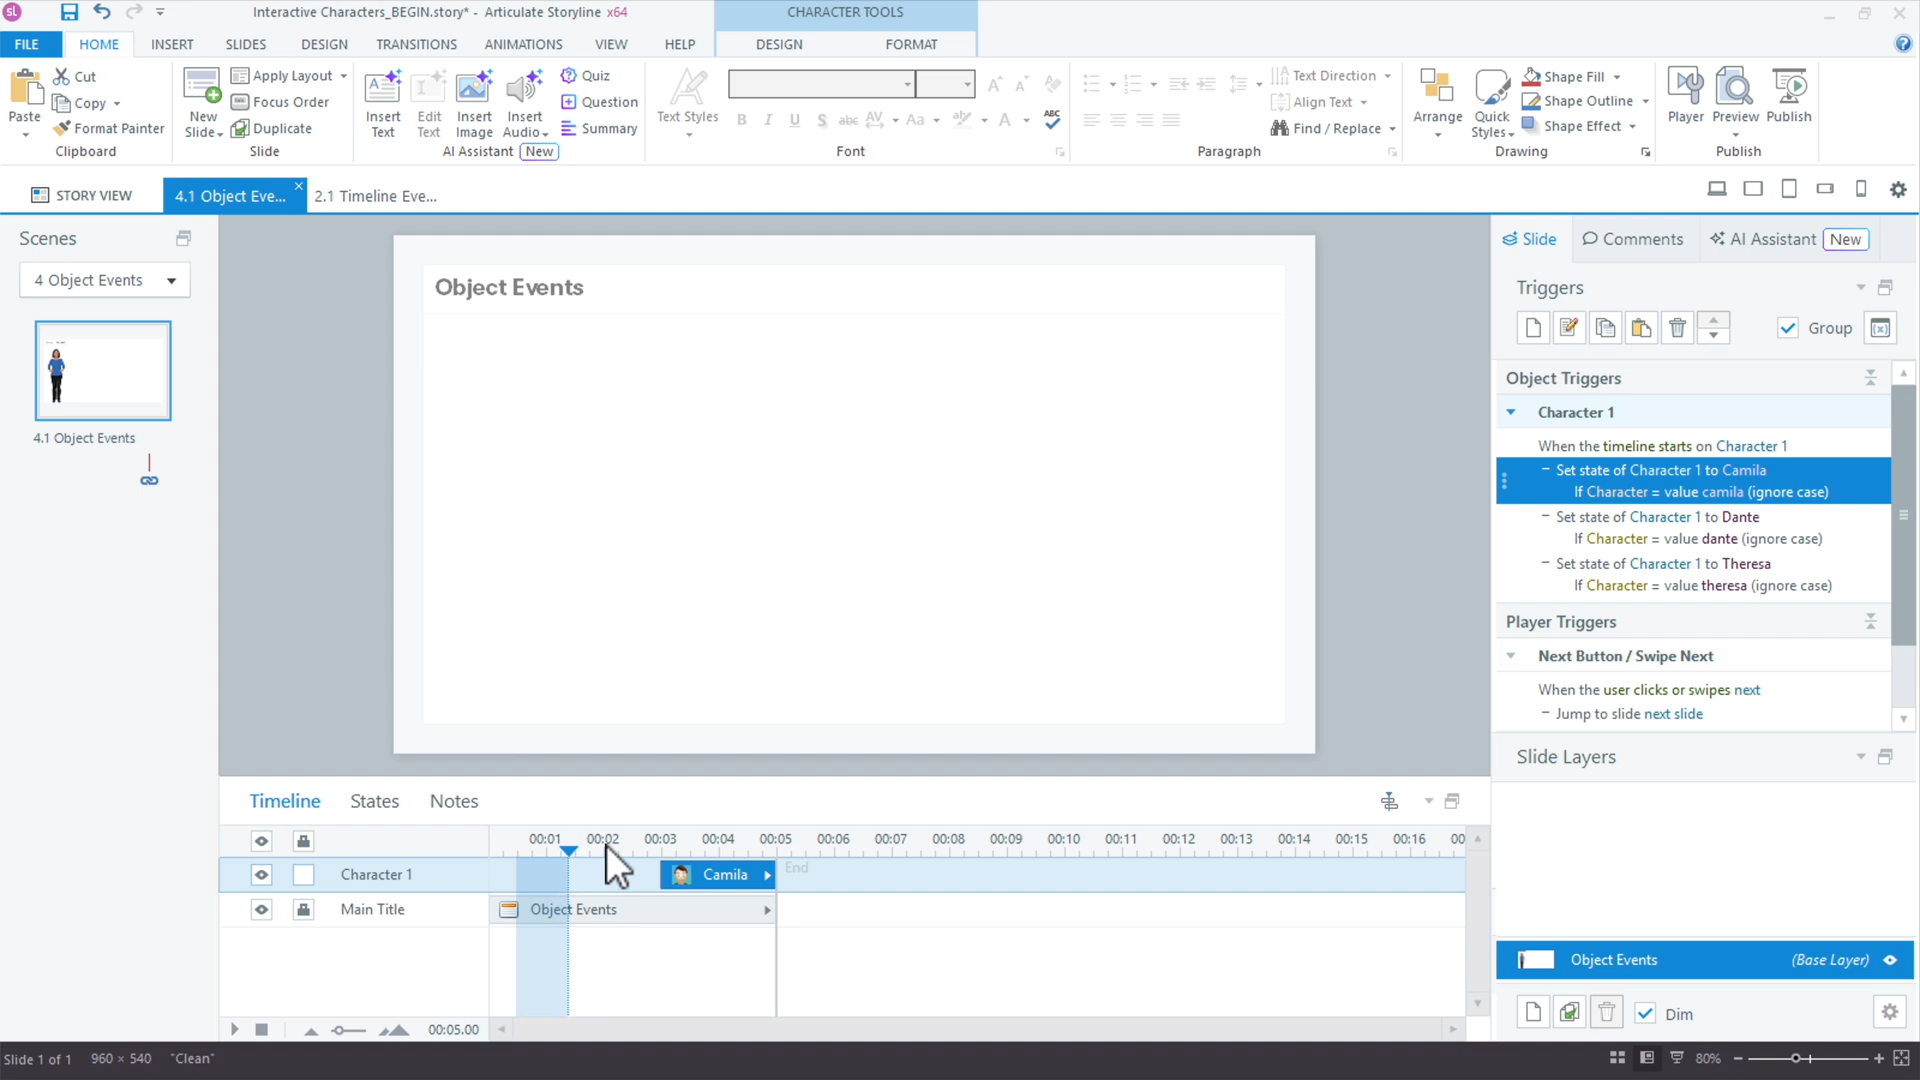 sl
Interactive Characters_BEGIN.story* - Articulate Storyline x64
CHARACTER TOOLS
FILE HOME INSERT SLIDES DESIGN TRANSITIONS ANIMATIONS VIEW HELP DESIGN FORMAT
Cut
Copy
Format Painter
Paste
Clipboard
New
Slide
Apply Layout
Focus Order
Duplicate
Slide
Insert
Text
Edit
Text
Insert
Image
Insert
Audio
Quiz
Question
Summary
AI Assistant New
Text Styles
B I U S abc AV Aa ab A ABC
Font
Text Direction
Align Text
Find / Replace
Paragraph
Arrange
Quick
Styles
Shape Fill
Shape Outline
Shape Effect
Drawing
Player Preview Publish
Publish
STORY VIEW
4.1 Object Eve...
2.1 Timeline Eve...
Scenes
4 Object Events
4.1 Object Events
Object Events
Slide Comments AI Assistant New
Triggers
Group
Object Triggers
Character 1
When the timeline starts on Character 1
– Set state of Character 1 to Camila
If Character = value camila (ignore case)
– Set state of Character 1 to Dante
If Character = value dante (ignore case)
– Set state of Character 1 to Theresa
If Character = value theresa (ignore case)
Player Triggers
Next Button / Swipe Next
When the user clicks or swipes next
– Jump to slide next slide
Slide Layers
Object Events (Base Layer)
Dim
Timeline States Notes
00:01 00:02 00:03 00:04 00:05 00:06 00:07 00:08 00:09 00:10 00:11 00:12 00:13 00:14 00:15 00:16 00
Character 1 Camila End
Main Title Object Events
00:05.00
Slide 1 of 1 960 × 540 "Clean" 80%